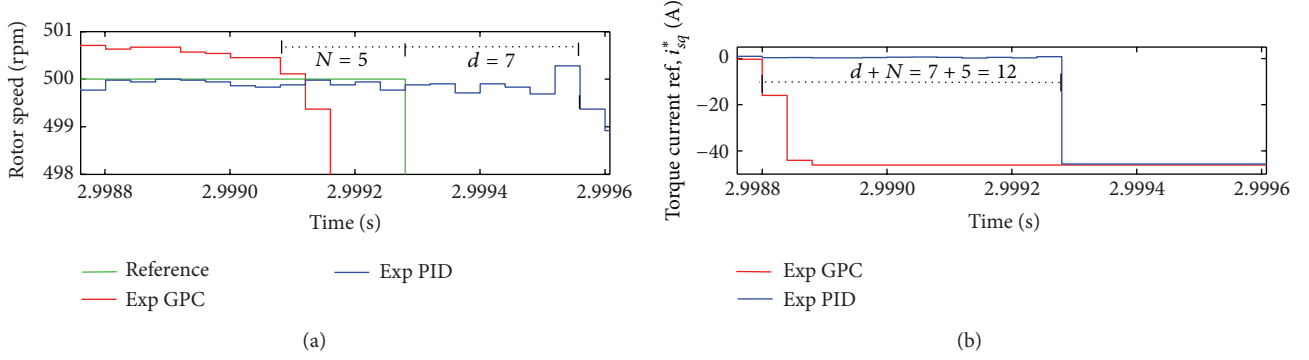 501
500
499
498
Rotor speed (rpm)
N = 5
d = 7
2.9988
2.9990
2.9992
2.9994
2.9996
Time (s)
Reference
Exp GPC
Exp PID
(a)
0
−20
−40
Torque current ref, i*sq (A)
d + N = 7 + 5 = 12
2.9988
2.9990
2.9992
2.9994
2.9996
Time (s)
Exp GPC
Exp PID
(b)